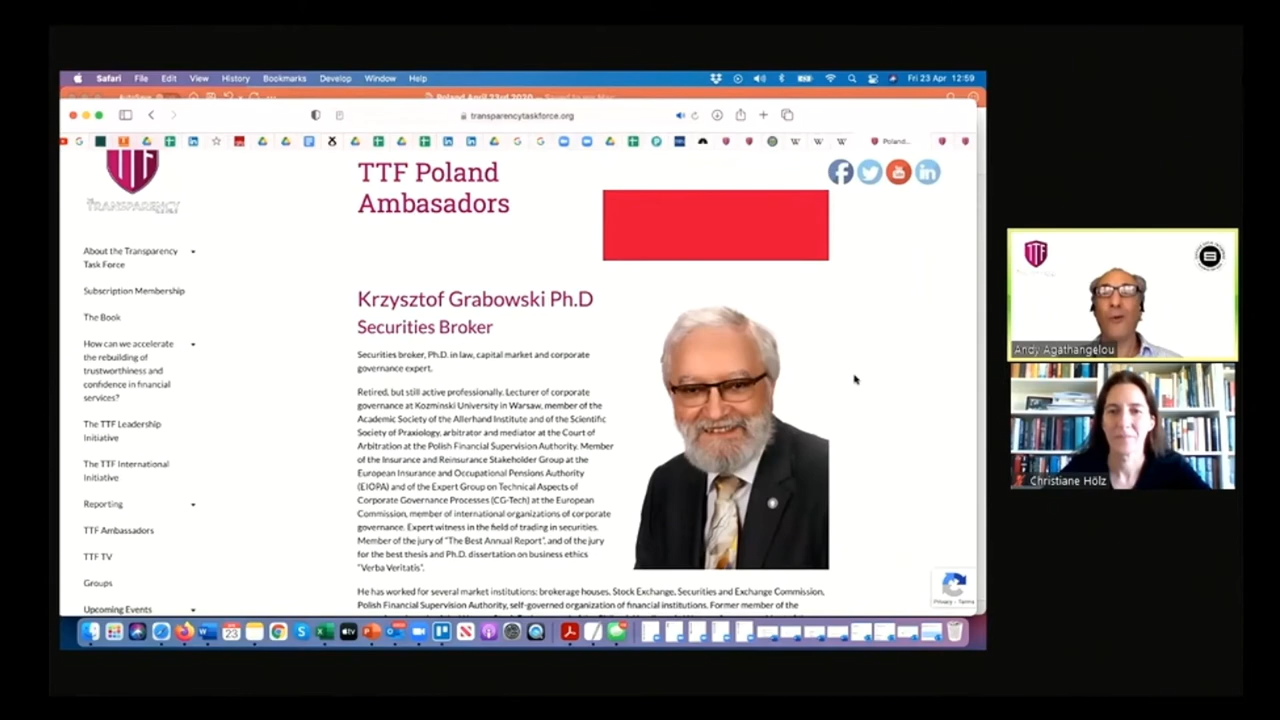 Safari File Edit View History Bookmarks Develop Window Help
Fri 23 Apr 12:59
transparencytaskforce.org
Poland...
TTF
TRANSPARENCY
TTF Poland
Ambasadors
About the Transparency
Task Force
Subscription Membership
The Book
How can we accelerate
the rebuilding of
trustworthiness and
confidence in financial
services?
The TTF Leadership
Initiative
The TTF International
Initiative
Reporting
TTF Ambassadors
TTF TV
Groups
Upcoming Events
Krzysztof Grabowski Ph.D
Securities Broker
Securities broker, Ph.D. in law, capital market and corporate
governance expert.
Retired, but still active professionally. Lecturer of corporate
governance at Kozminski University in Warsaw, member of the
Academic Society of the Allerhand Institute and of the Scientific
Society of Praxiology, arbitrator and mediator at the Court of
Arbitration at the Polish Financial Supervision Authority. Member
of the Insurance and Reinsurance Stakeholder Group at the
European Insurance and Occupational Pensions Authority
(EIOPA) and of the Expert Group on Technical Aspects of
Corporate Governance Processes (CG-Tech) at the European
Commission, member of international organizations of corporate
governance. Expert witness in the field of trading in securities.
Member of the jury of "The Best Annual Report", and of the jury
for the best thesis and Ph.D. dissertation on business ethics
"Verba Veritatis".
He has worked for several market institutions: brokerage houses, Stock Exchange, Securities and Exchange Commission,
Polish Financial Supervision Authority, self-governed organization of financial institutions. Former member of the
Privacy - Terms
TTF
Andy Agathangelou
Christiane Hölz